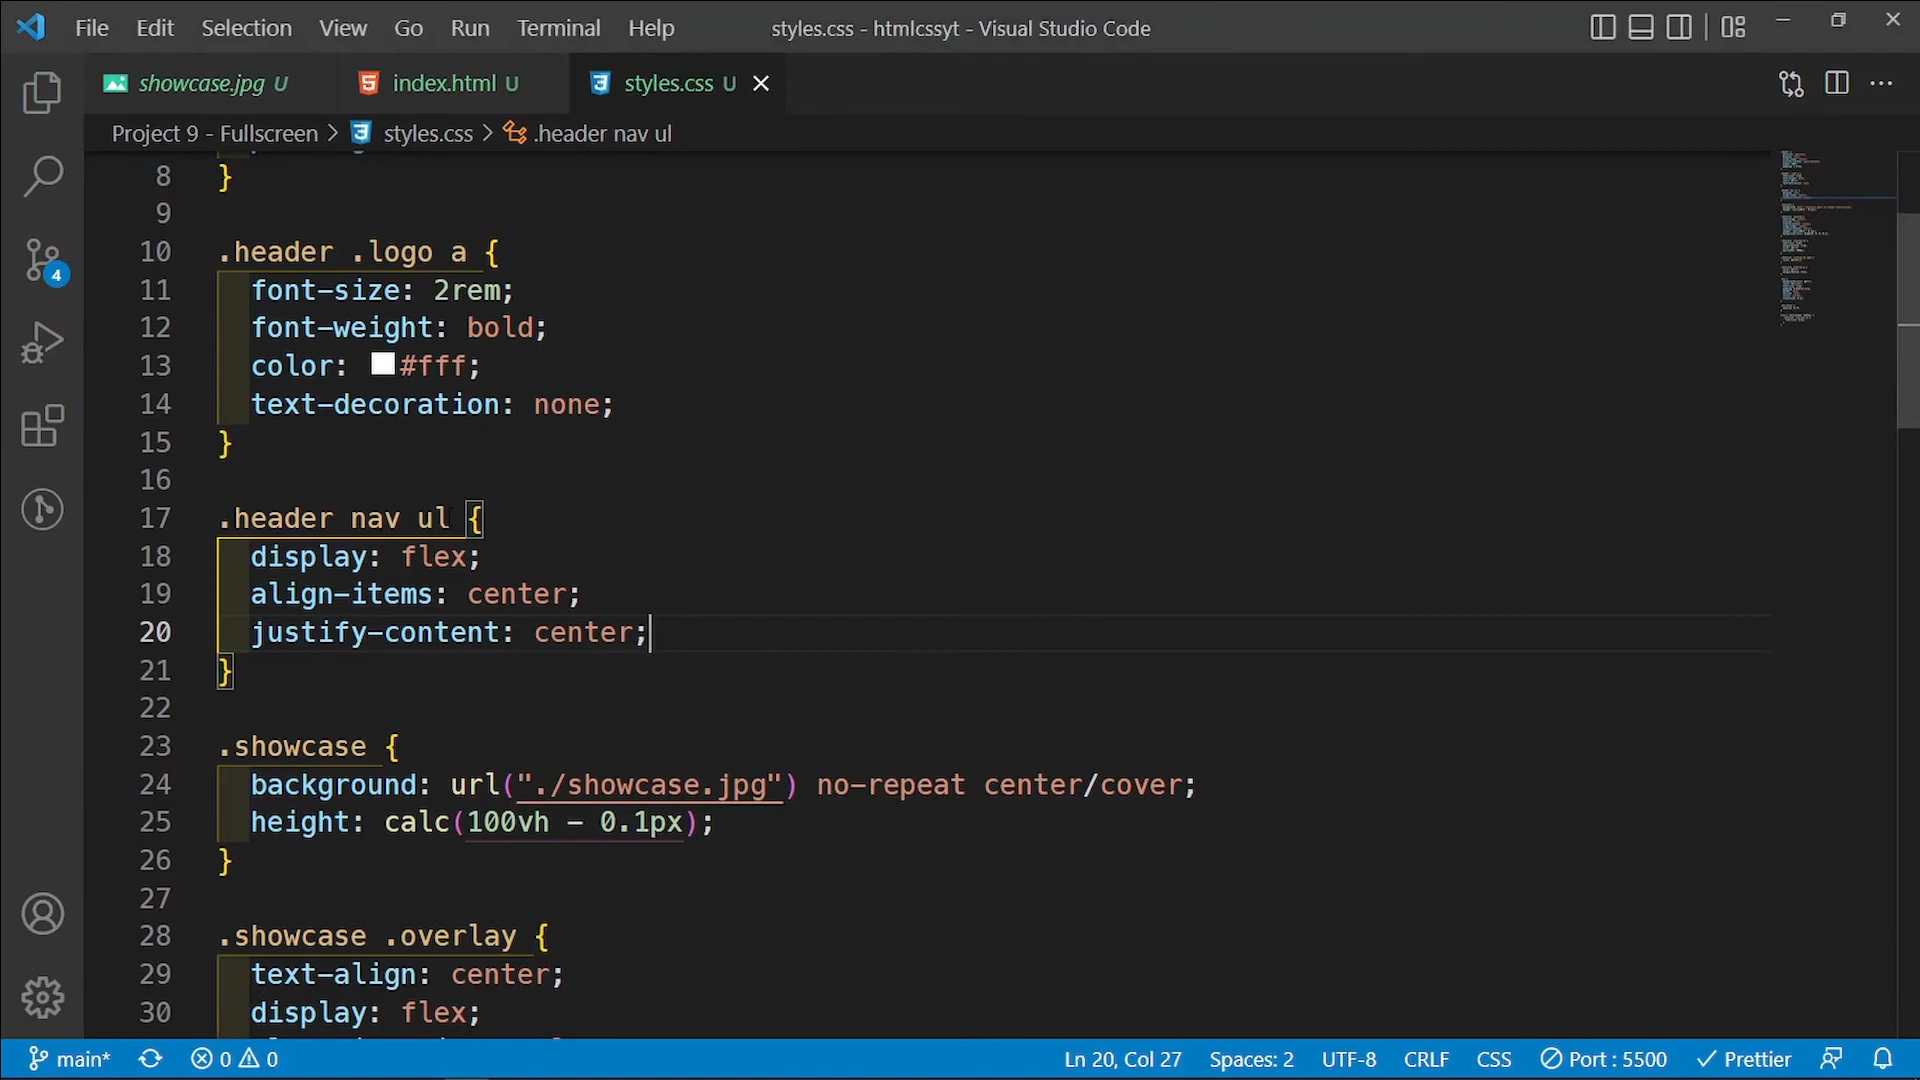 File Edit Selection View Go Run Terminal Help styles.css - htmlcssyt - Visual Studio Code
showcase.jpg U index.html U styles.css U
Project 9 - Fullscreen > styles.css > .header nav ul
8 }
9
10 .header .logo a {
11 font-size: 2rem;
12 font-weight: bold;
13 color: #fff;
14 text-decoration: none;
15 }
16
17 .header nav ul {
18 display: flex;
19 align-items: center;
20 justify-content: center;
21 }
22
23 .showcase {
24 background: url("./showcase.jpg") no-repeat center/cover;
25 height: calc(100vh - 0.1px);
26 }
27
28 .showcase .overlay {
29 text-align: center;
30 display: flex;
4
main* 0 0 Ln 20, Col 27 Spaces: 2 UTF-8 CRLF CSS Port : 5500 Prettier